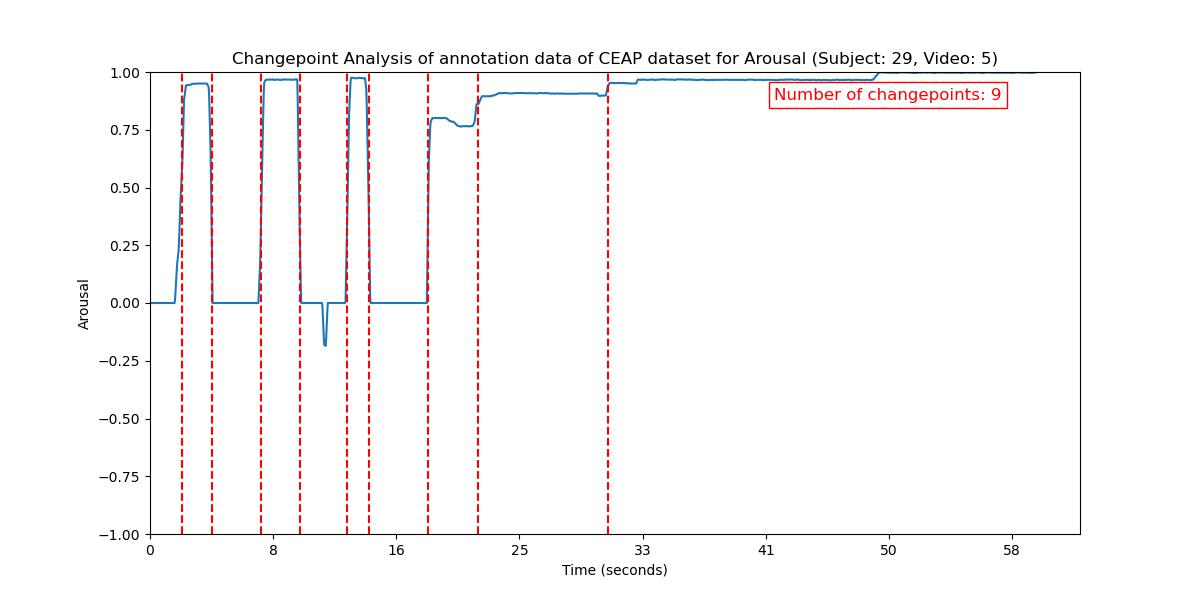 Changepoint Analysis of annotation data of CEAP dataset for Arousal (Subject: 29, Video: 5)
Number of changepoints: 9
1.00
0.75
0.50
0.25
0.00
−0.25
−0.50
−0.75
−1.00
Arousal
0 8 16 25 33 41 50 58
Time (seconds)